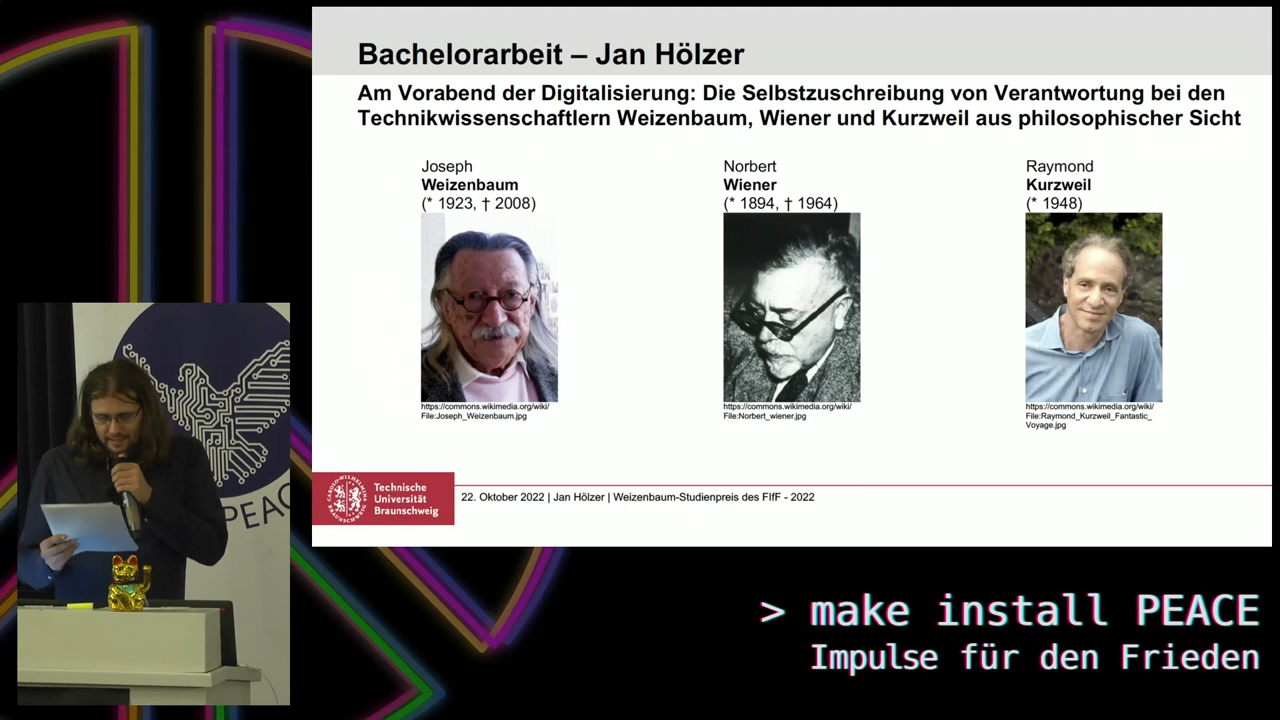 Bachelorarbeit – Jan Hölzer
Am Vorabend der Digitalisierung: Die Selbstzuschreibung von Verantwortung bei den
Technikwissenschaftlern Weizenbaum, Wiener und Kurzweil aus philosophischer Sicht
Joseph
Weizenbaum
(* 1923, † 2008)
https://commons.wikimedia.org/wiki/
File:Joseph_Weizenbaum.jpg
Norbert
Wiener
(* 1894, † 1964)
https://commons.wikimedia.org/wiki/
File:Norbert_wiener.jpg
Raymond
Kurzweil
(* 1948)
https://commons.wikimedia.org/wiki/
File:Raymond_Kurzweil_Fantastic_
Voyage.jpg
Technische
Universität
Braunschweig
22. Oktober 2022 | Jan Hölzer | Weizenbaum-Studienpreis des FIfF - 2022
PEAC
> make install PEACE
Impulse für den Frieden